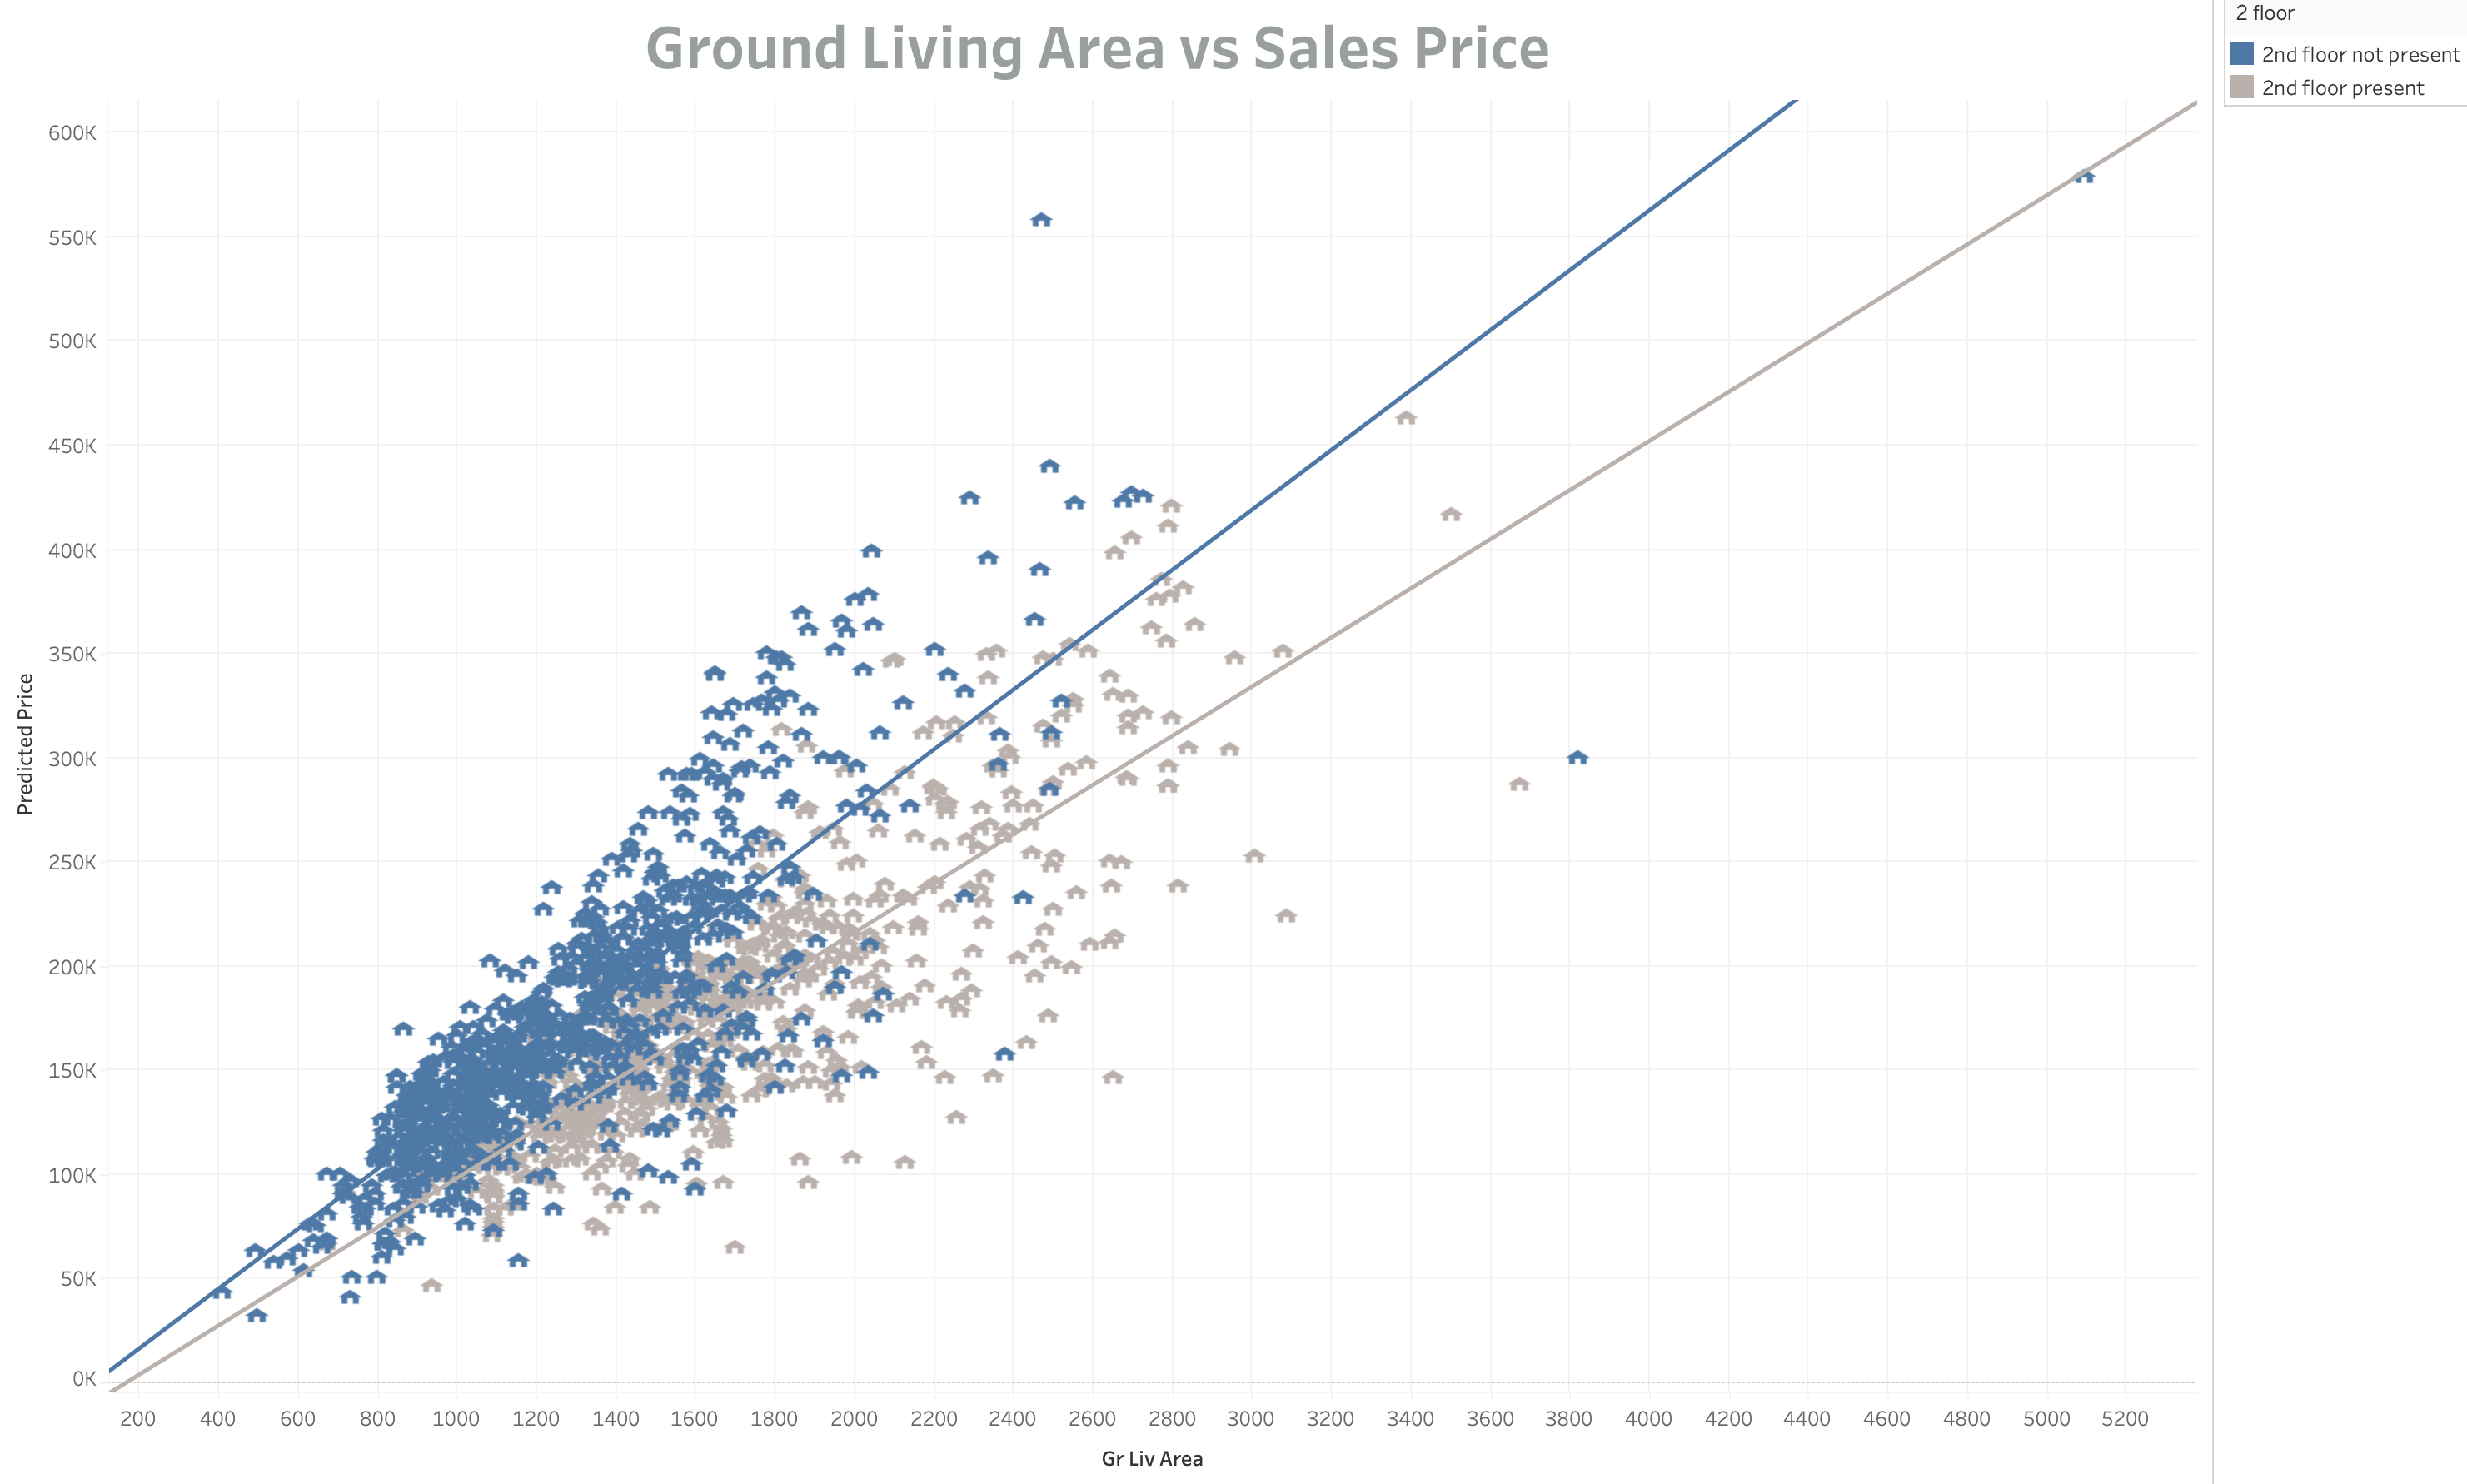 Ground Living Area vs Sales Price
2 floor
2nd floor not present
2nd floor present
600K
550K
500K
450K
400K
350K
300K
250K
200K
150K
100K
50K
0K
Predicted Price
200 400 600 800 1000 1200 1400 1600 1800 2000 2200 2400 2600 2800 3000 3200 3400 3600 3800 4000 4200 4400 4600 4800 5000 5200
Gr Liv Area